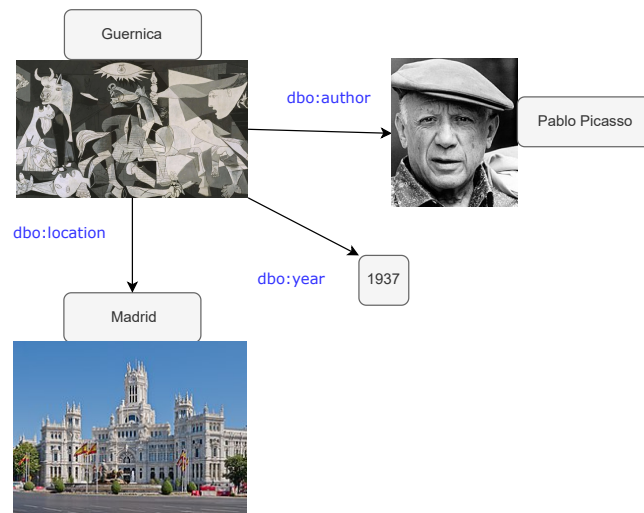 Guernica
dbo:author
Pablo Picasso
dbo:location
dbo:year
1937
Madrid